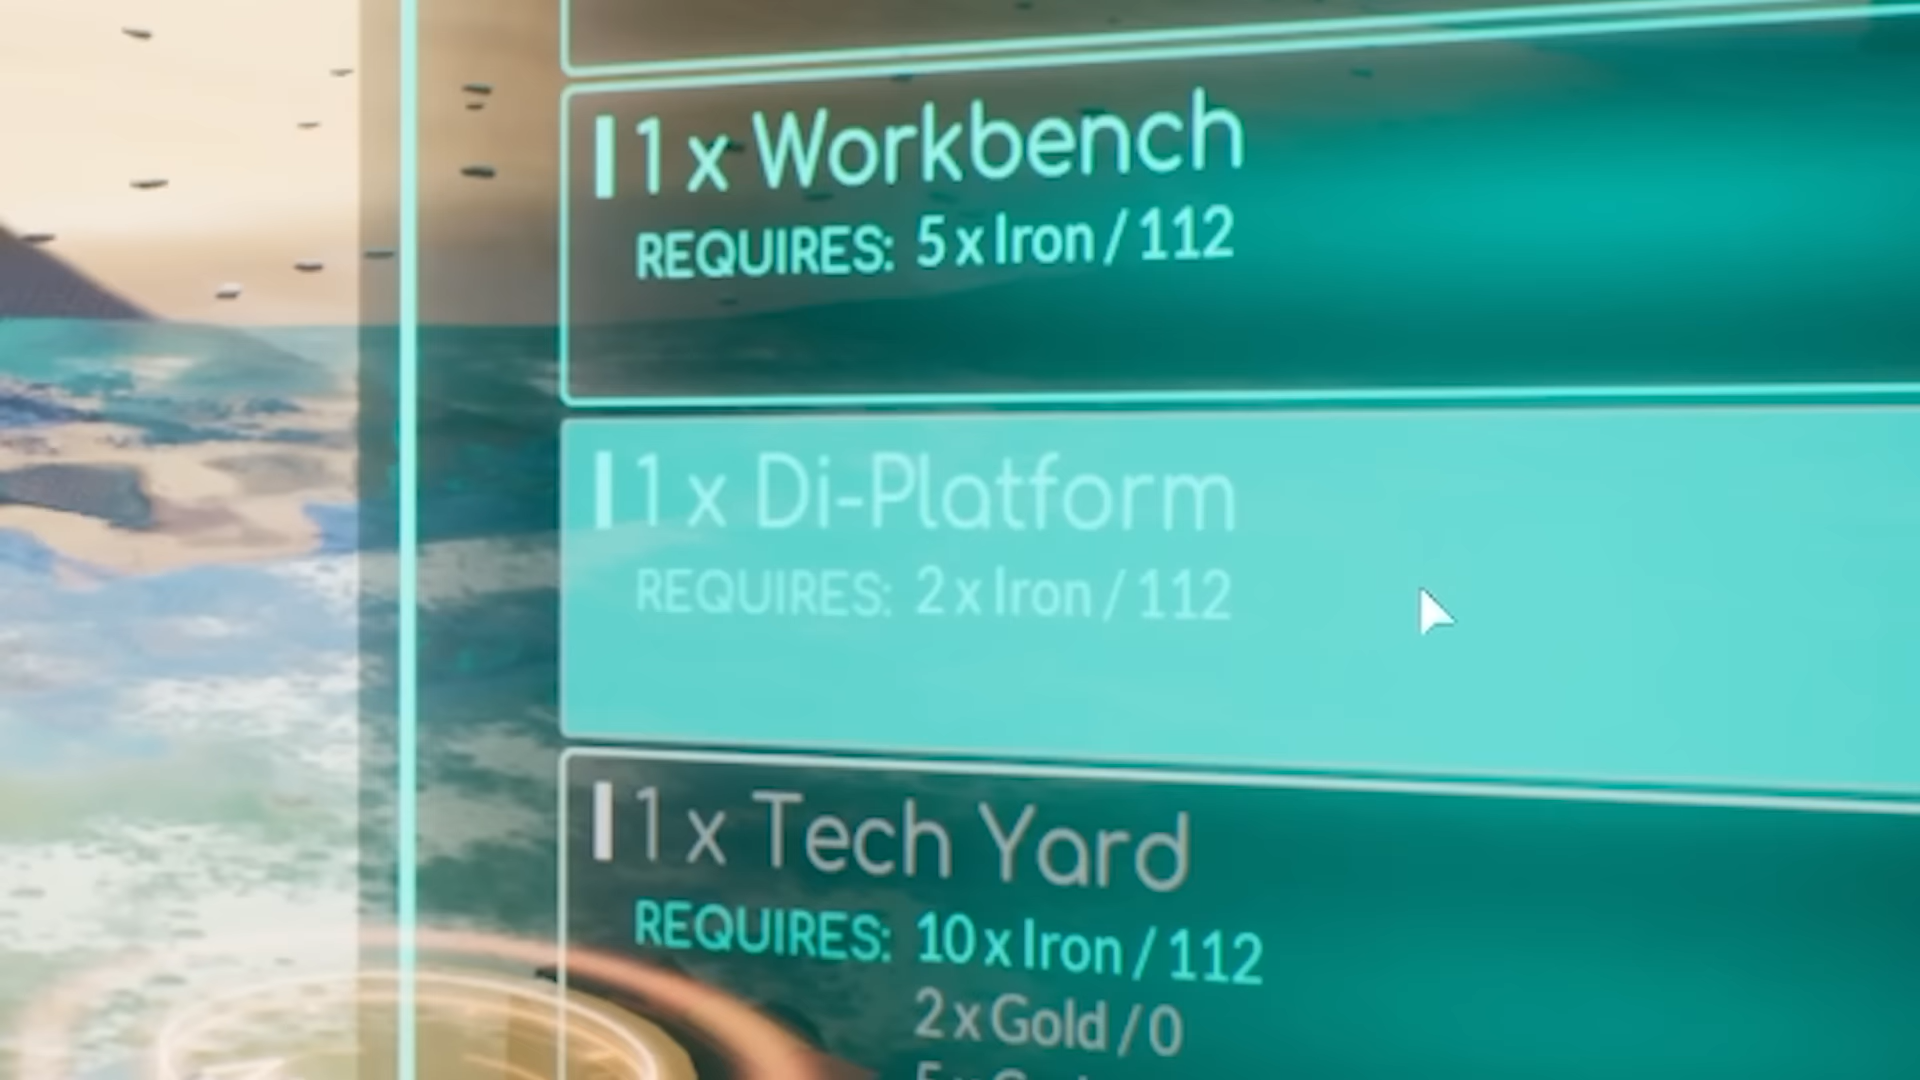 1 x Workbench
REQUIRES: 5 x Iron / 112
1 x Di-Platform
REQUIRES: 2 x Iron / 112
1 x Tech Yard
REQUIRES: 10 x Iron / 112
2 x Gold / 0